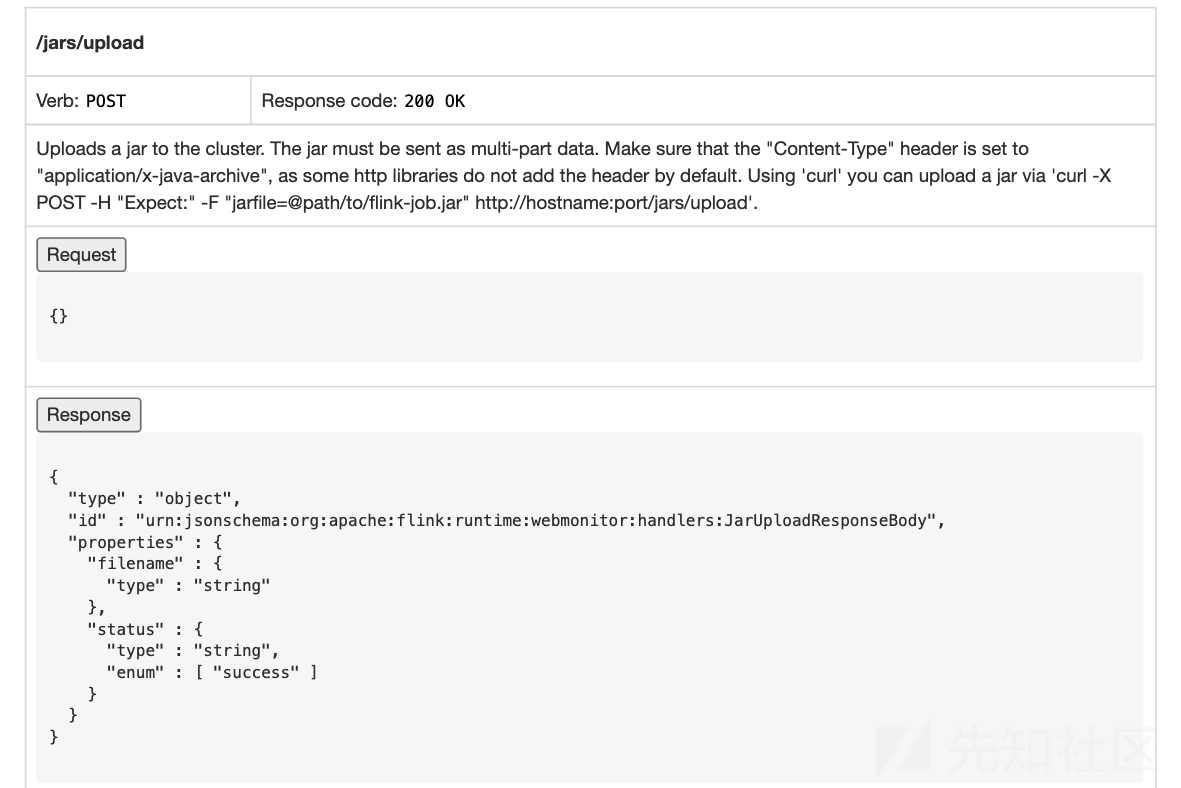 /jars/upload
Verb: POST
Response code: 200 OK
Uploads a jar to the cluster. The jar must be sent as multi-part data. Make sure that the "Content-Type" header is set to
"application/x-java-archive", as some http libraries do not add the header by default. Using 'curl' you can upload a jar via 'curl -X
POST -H "Expect:" -F "jarfile=@path/to/flink-job.jar" http://hostname:port/jars/upload'.
Request
{}
Response
{
  "type" : "object",
  "id" : "urn:jsonschema:org:apache:flink:runtime:webmonitor:handlers:JarUploadResponseBody",
  "properties" : {
    "filename" : {
      "type" : "string"
    },
    "status" : {
      "type" : "string",
      "enum" : [ "success" ]
    }
  }
}
先知社区